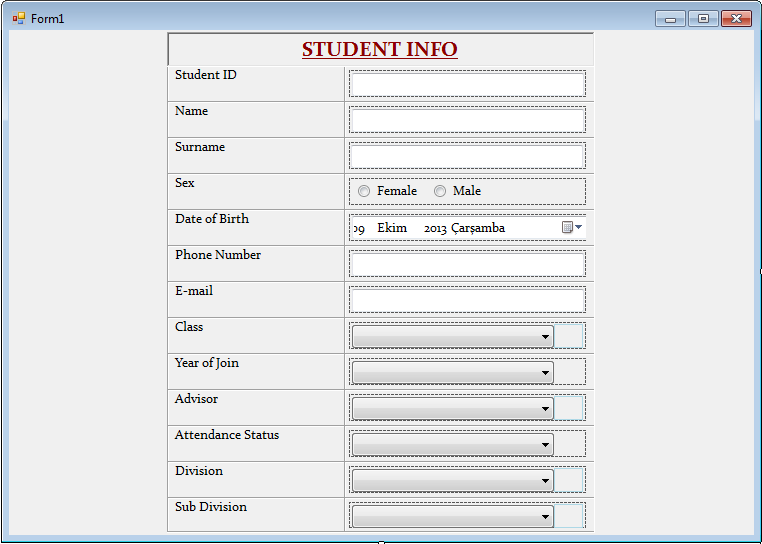 Form1
STUDENT INFO
Student ID
Name
Surname
Sex
Female Male
Date of Birth
09 Ekim 2013 Çarşamba
Phone Number
E-mail
Class
Year of Join
Advisor
Attendance Status
Division
Sub Division